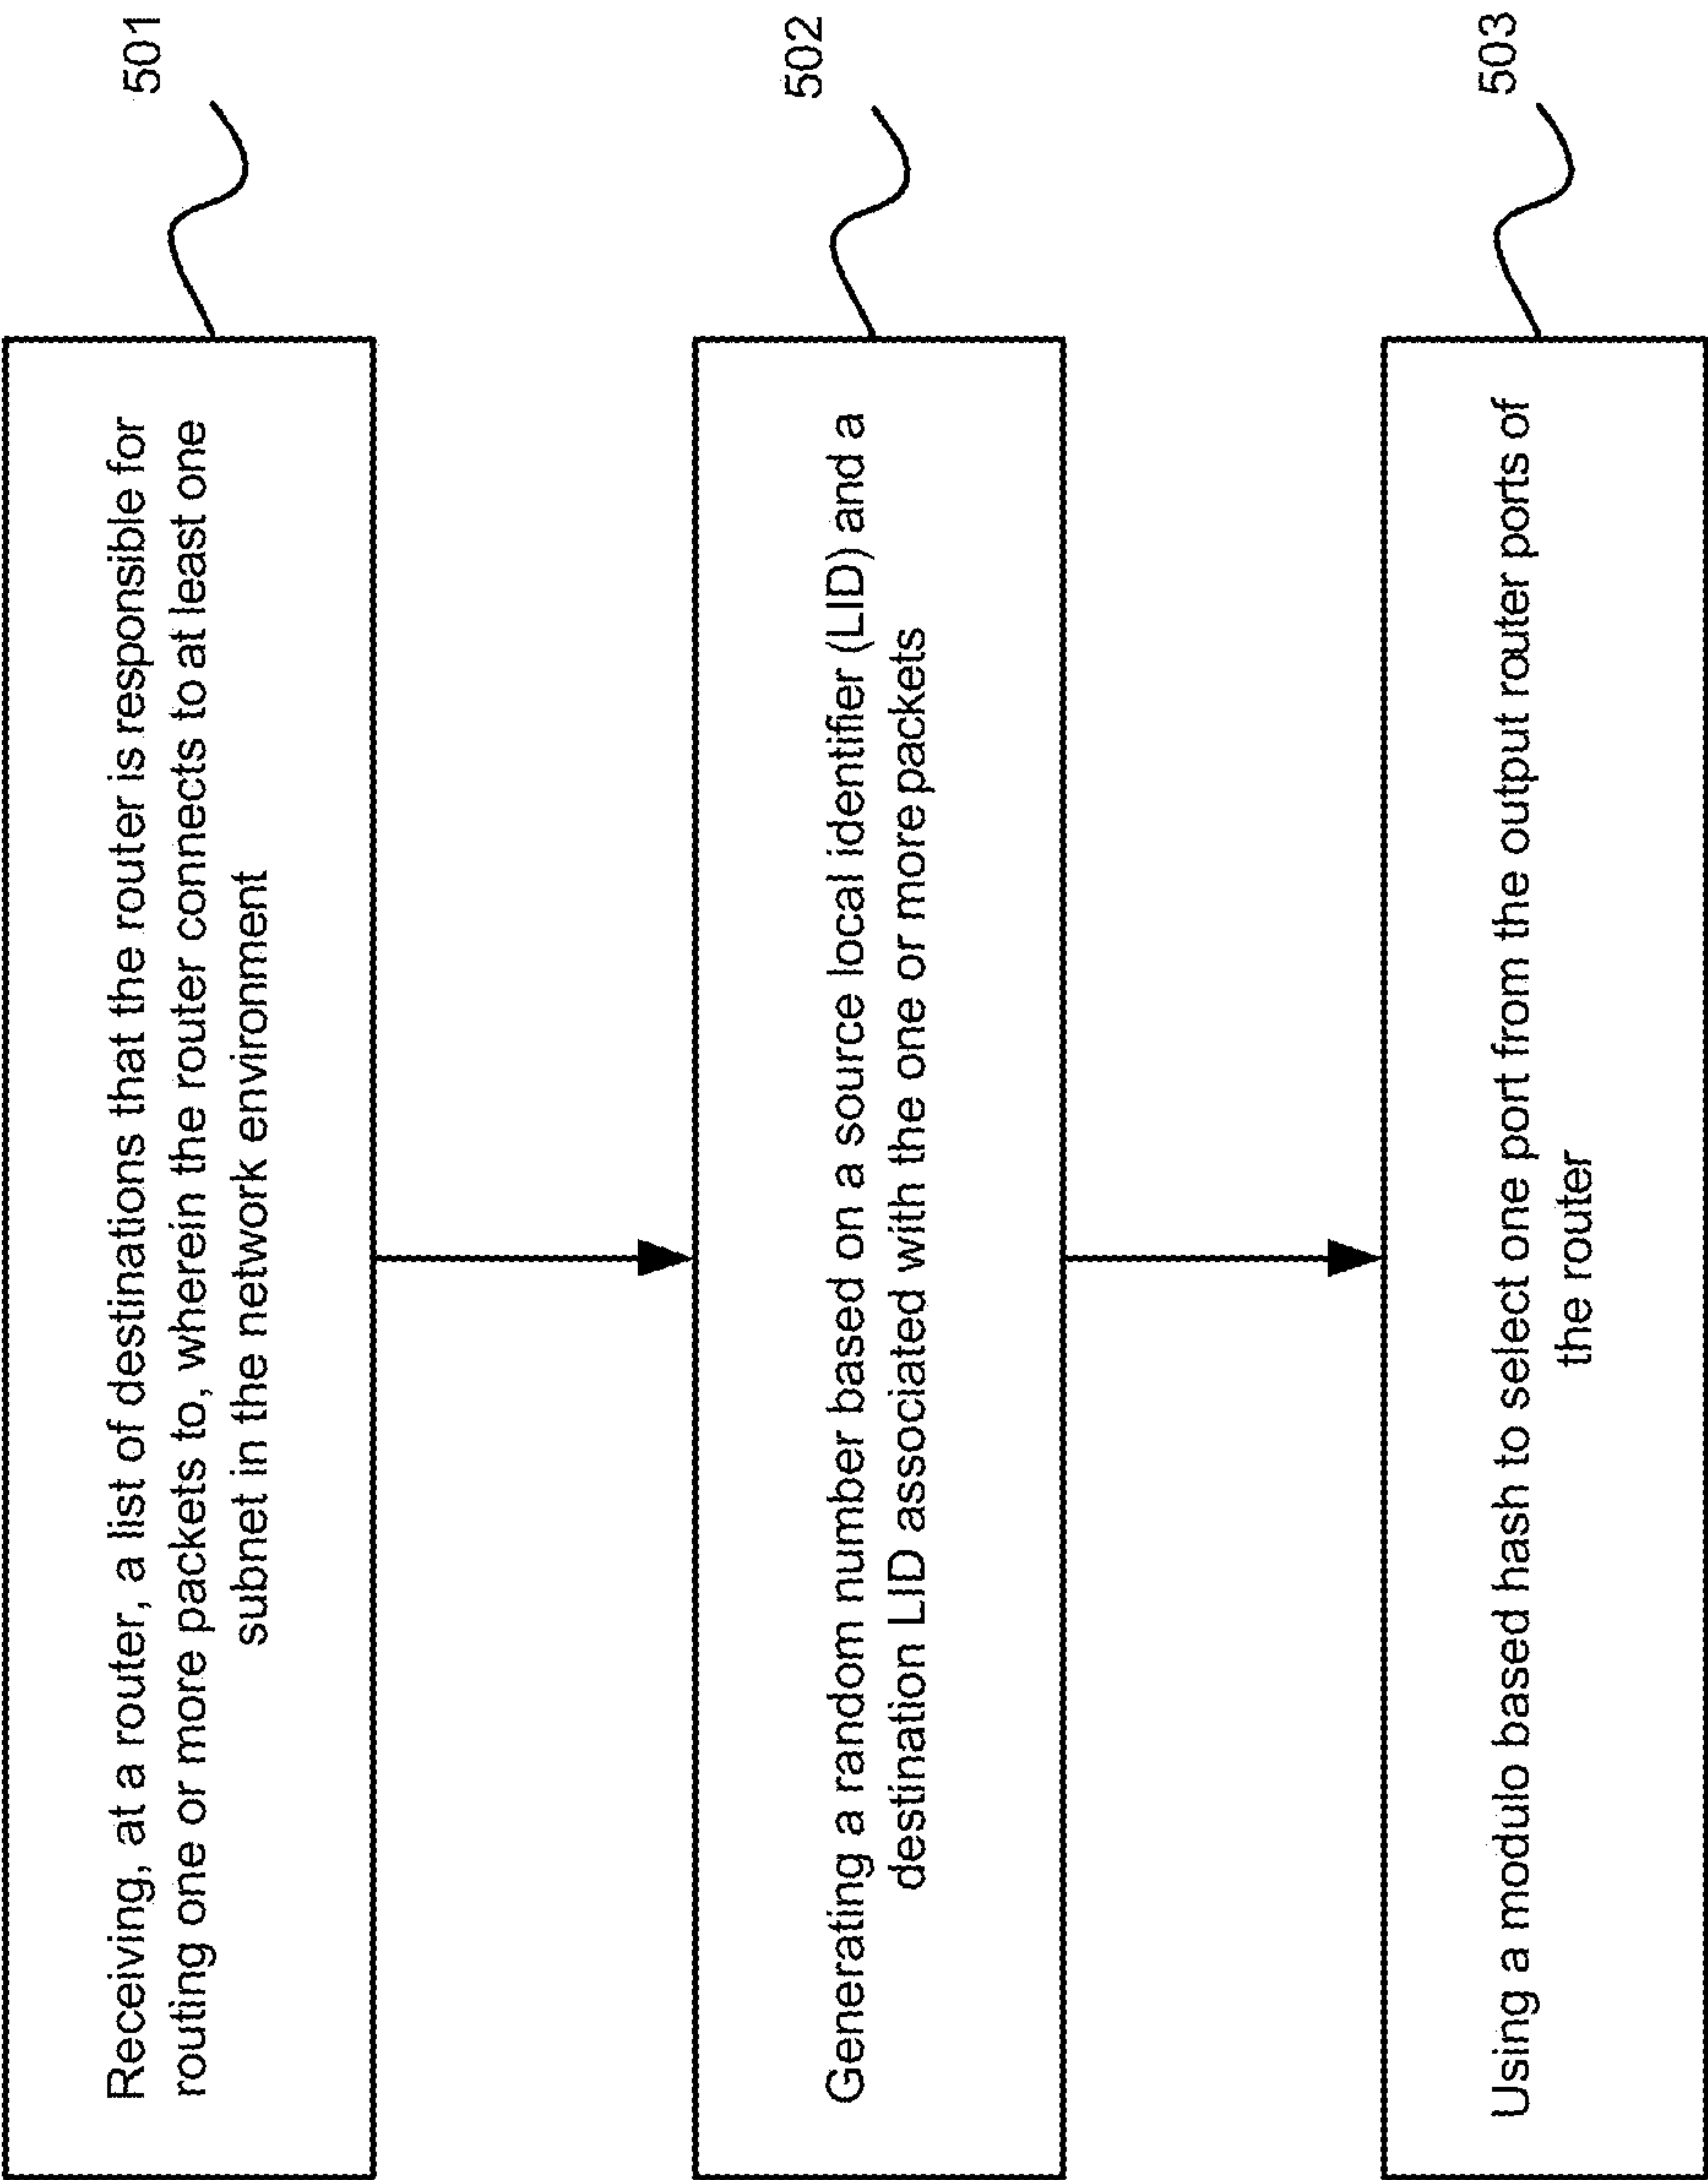 Receiving, at a router, a list of destinations that the router is responsible for
routing one or more packets to, wherein the router connects to at least one
subnet in the network environment
501
Generating a random number based on a source local identifier (LID) and a
destination LID associated with the one or more packets
502
Using a modulo based hash to select one port from the output router ports of
the router
503